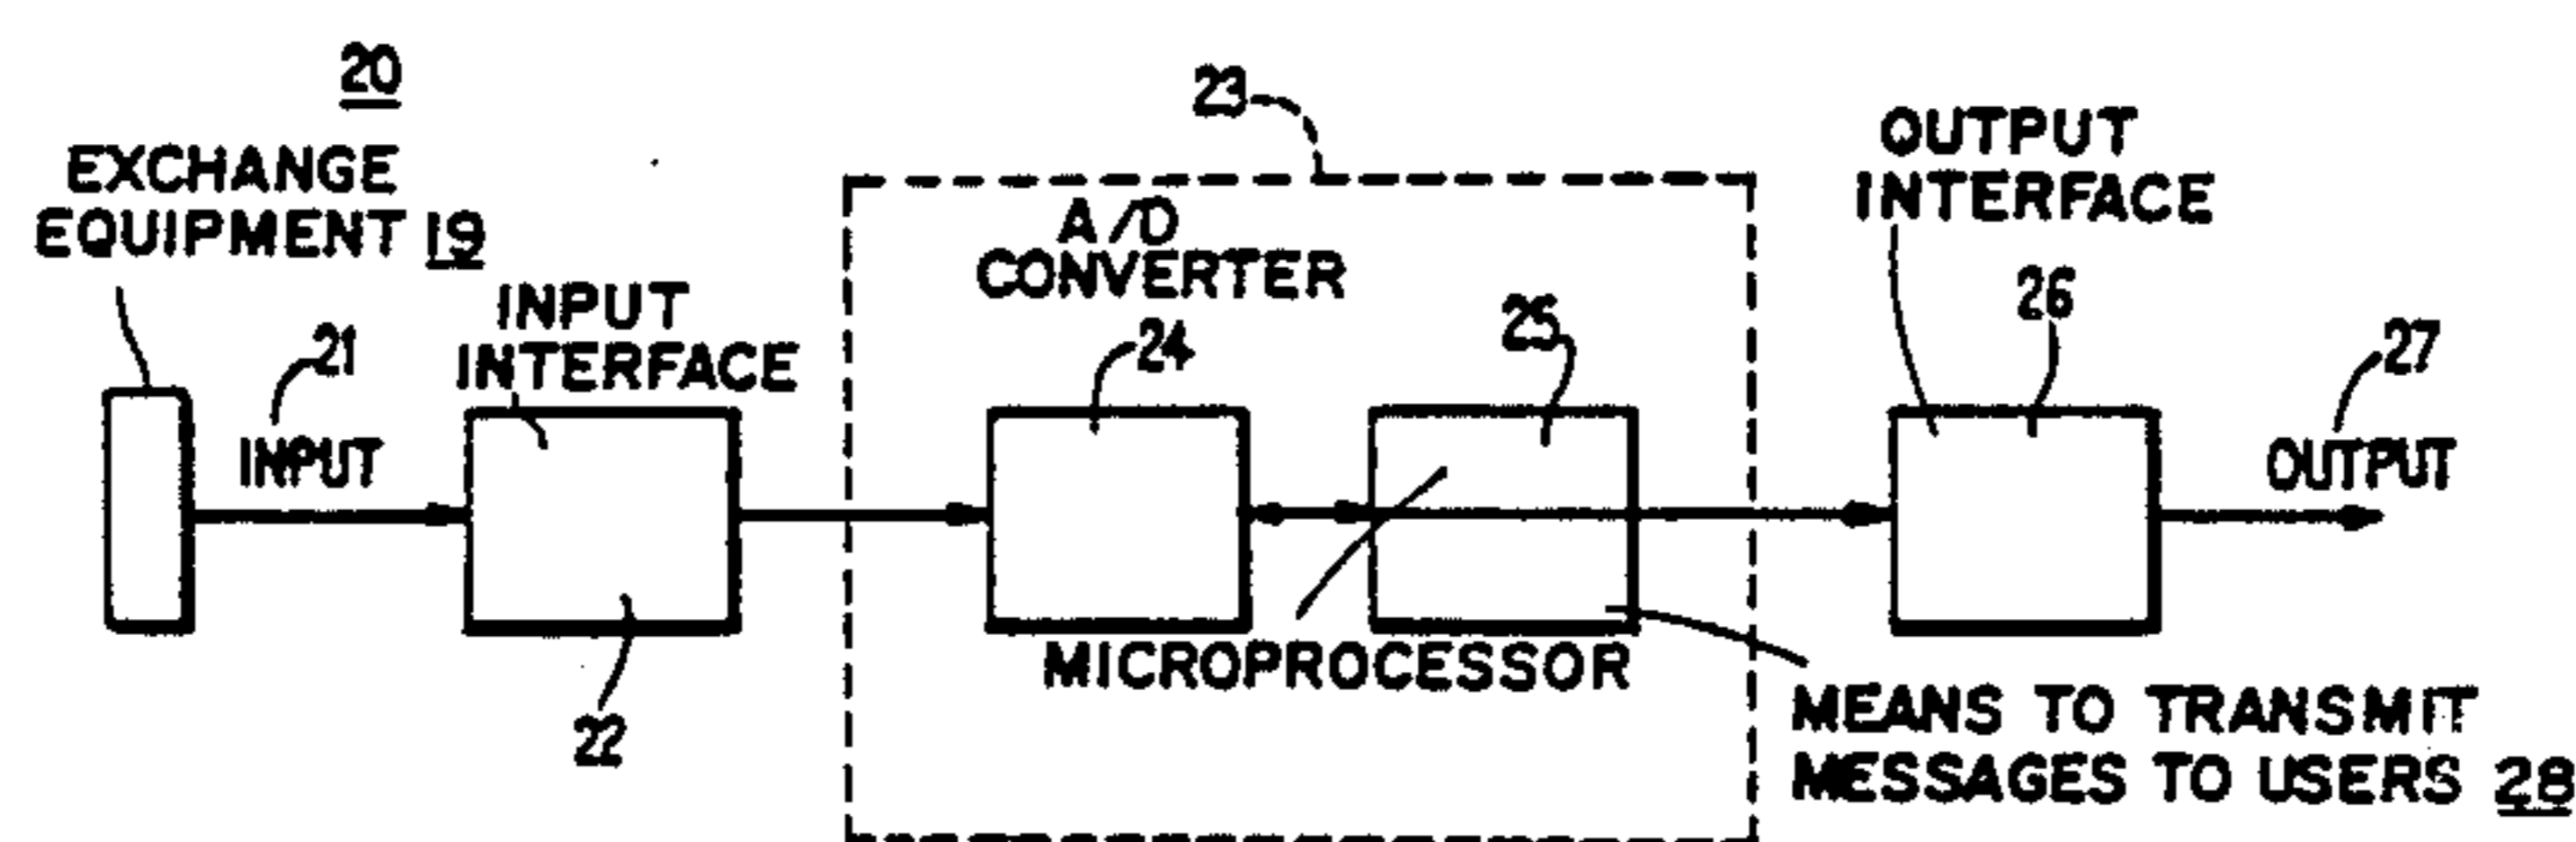 20
EXCHANGE
EQUIPMENT 19
21
INPUT
INPUT
INTERFACE
22
23
A/D
CONVERTER
24
25
MICROPROCESSOR
OUTPUT
INTERFACE
26
27
OUTPUT
MEANS TO TRANSMIT
MESSAGES TO USERS 28